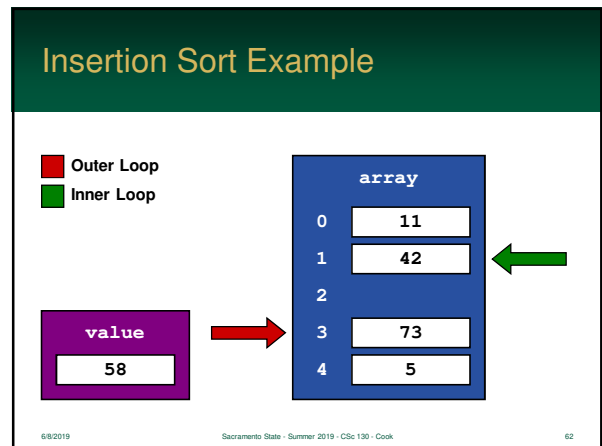 Insertion Sort Example
Outer Loop
Inner Loop
array
0 11
1 42
2
3 73
4 5
value
58
6/8/2019 Sacramento State - Summer 2019 - CSc 130 - Cook 62